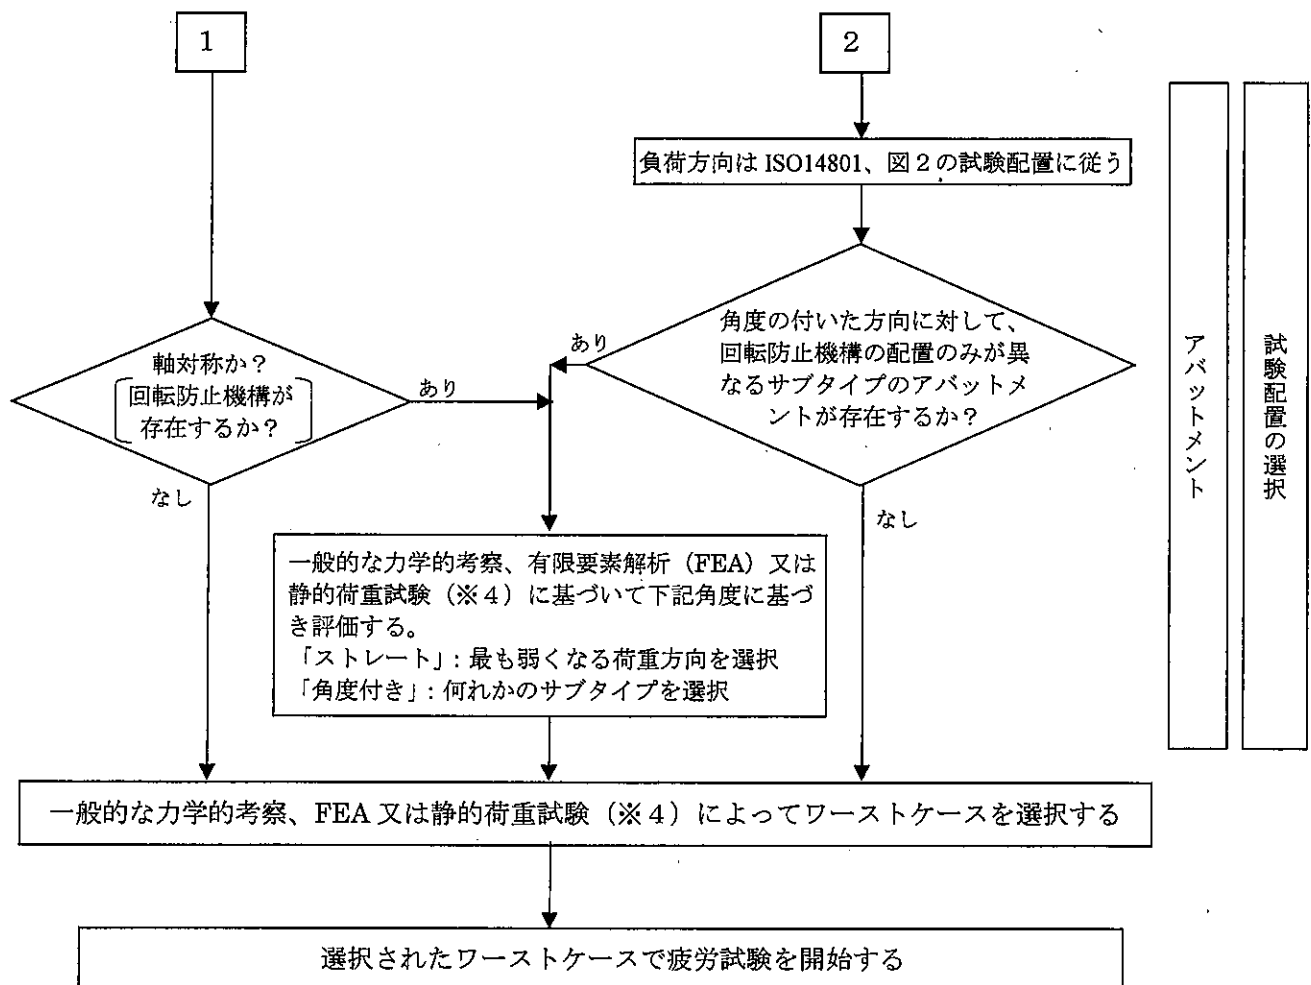 1
2
負荷方向は ISO14801、図２の試験配置に従う
軸対称か？
回転防止機構が
存在するか？
あり
なし
あり
角度の付いた方向に対して、
回転防止機構の配置のみが異
なるサブタイプのアバットメ
ントが存在するか？
なし
一般的な力学的考察、有限要素解析（FEA）又は
静的荷重試験（※４）に基づいて下記角度に基づ
き評価する。
「ストレート」：最も弱くなる荷重方向を選択
「角度付き」：何れかのサブタイプを選択
アバットメント
試験配置の選択
一般的な力学的考察、FEA 又は静的荷重試験（※４）によってワーストケースを選択する
選択されたワーストケースで疲労試験を開始する